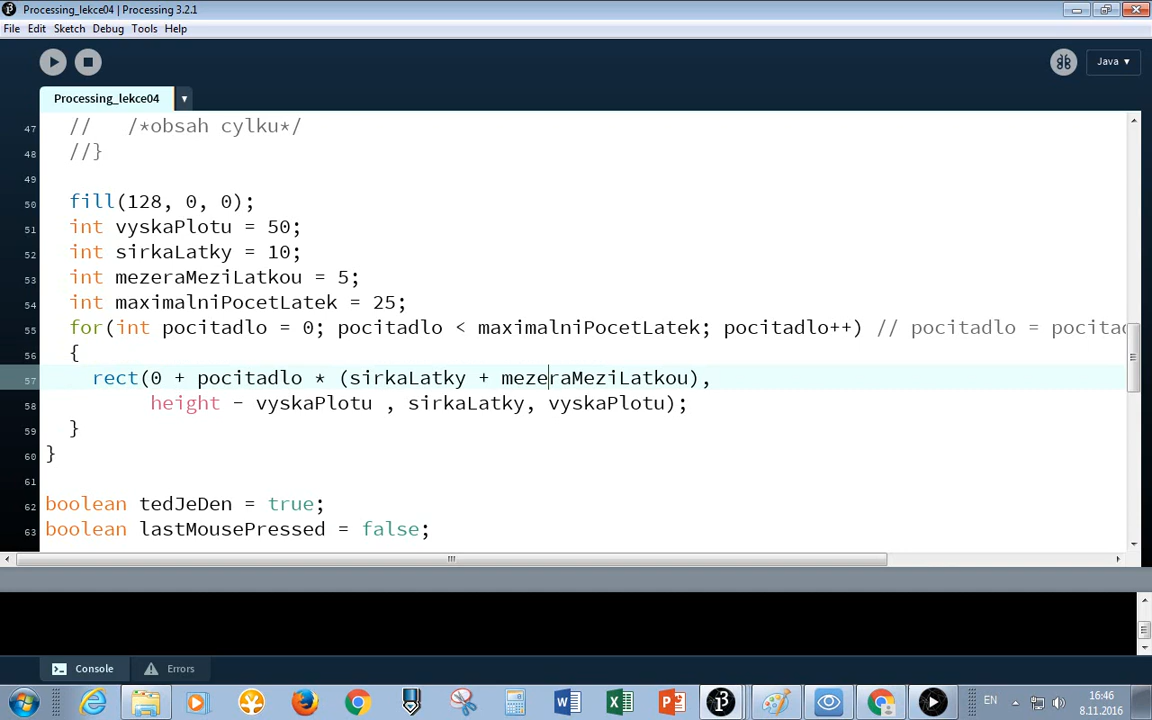 Processing_lekce04 | Processing 3.2.1
File Edit Sketch Debug Tools Help
Java ▾
Processing_lekce04 ▾
47 // /*obsah cylku*/
48 //}
49
50 fill(128, 0, 0);
51 int vyskaPlotu = 50;
52 int sirkaLatky = 10;
53 int mezeraMeziLatkou = 5;
54 int maximalniPocetLatek = 25;
55 for(int pocitadlo = 0; pocitadlo < maximalniPocetLatek; pocitadlo++) // pocitadlo = pocitad
56 {
57 rect(0 + pocitadlo * (sirkaLatky + mezeraMeziLatkou),
58 height - vyskaPlotu , sirkaLatky, vyskaPlotu);
59 }
60 }
61
62 boolean tedJeDen = true;
63 boolean lastMousePressed = false;
Console Errors
EN
16:46
8.11.2016